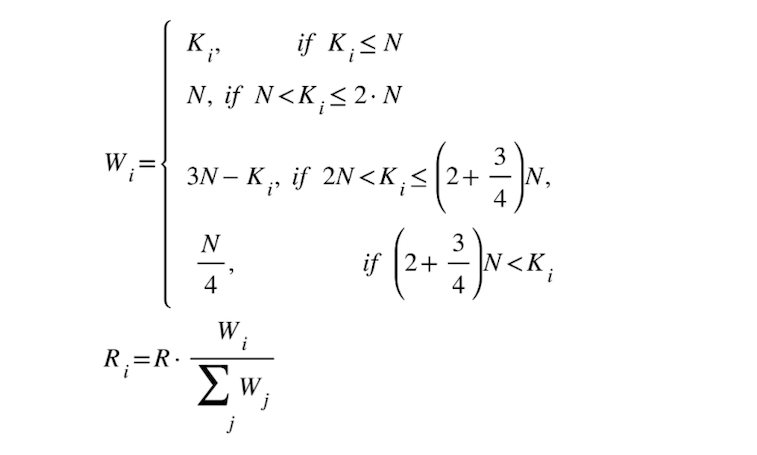 K_i, if K_i ≤ N
N, if N < K_i ≤ 2 · N
W_i = { 3N − K_i, if 2N < K_i ≤ (2 + 3/4)N,
N/4, if (2 + 3/4)N < K_i
R_i = R · W_i / ∑_j W_j